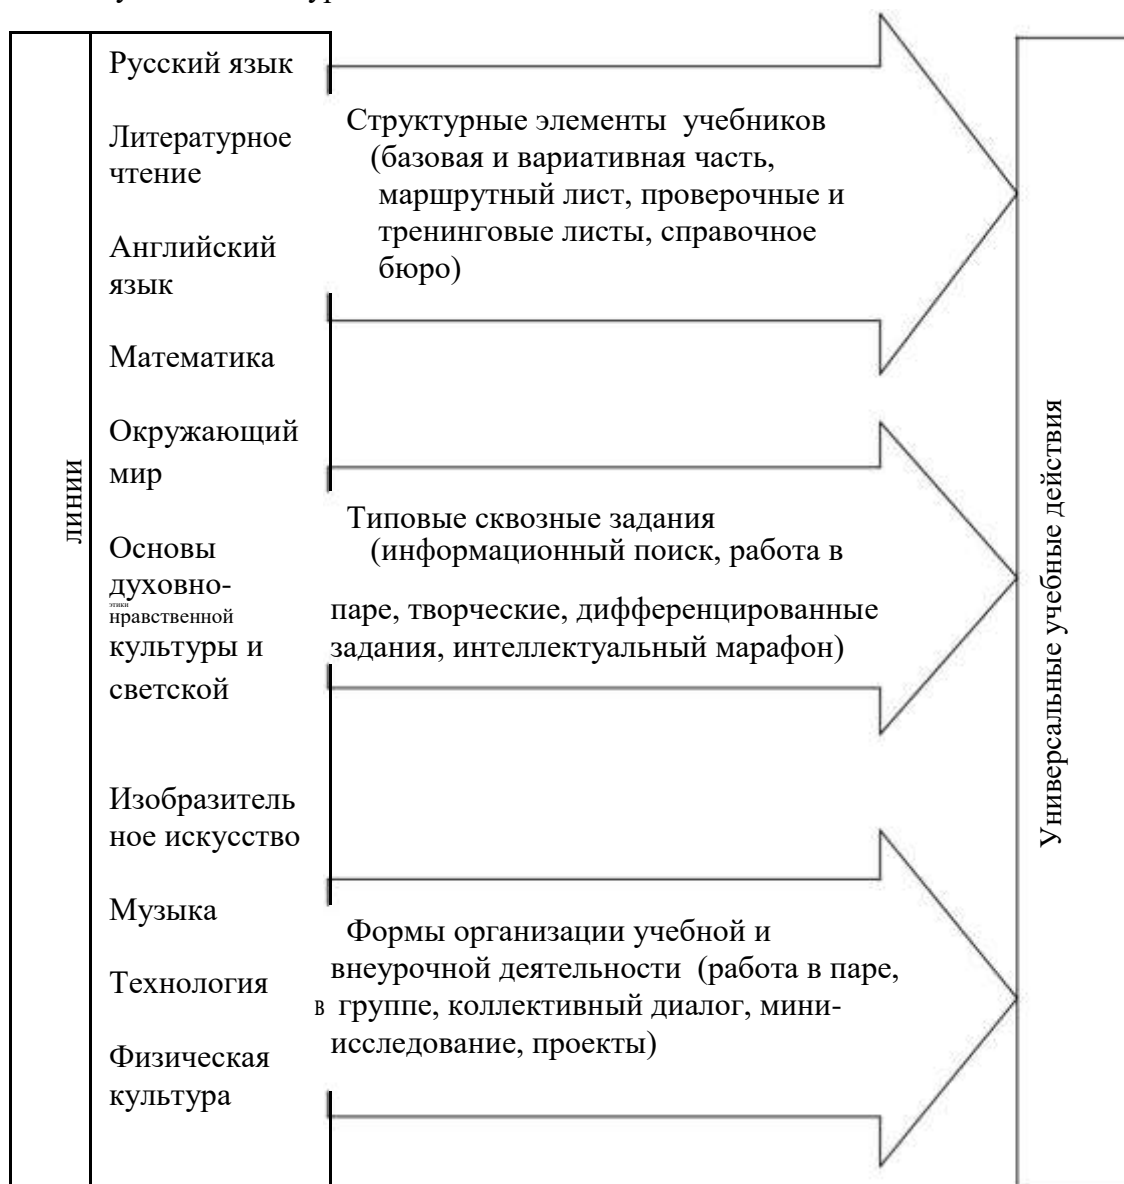 линии
Русский язык
Литературное
чтение
Английский
язык
Математика
Окружающий
мир
Основы
духовно-
этики
нравственной
культуры и
светской
Изобразитель
ное искусство
Музыка
Технология
Физическая
культура
Структурные элементы учебников
(базовая и вариативная часть,
маршрутный лист, проверочные и
тренинговые листы, справочное
бюро)
Типовые сквозные задания
(информационный поиск, работа в
паре, творческие, дифференцированные
задания, интеллектуальный марафон)
Формы организации учебной и
внеурочной деятельности (работа в паре,
в группе, коллективный диалог, мини-
исследование, проекты)
Универсальные учебные действия